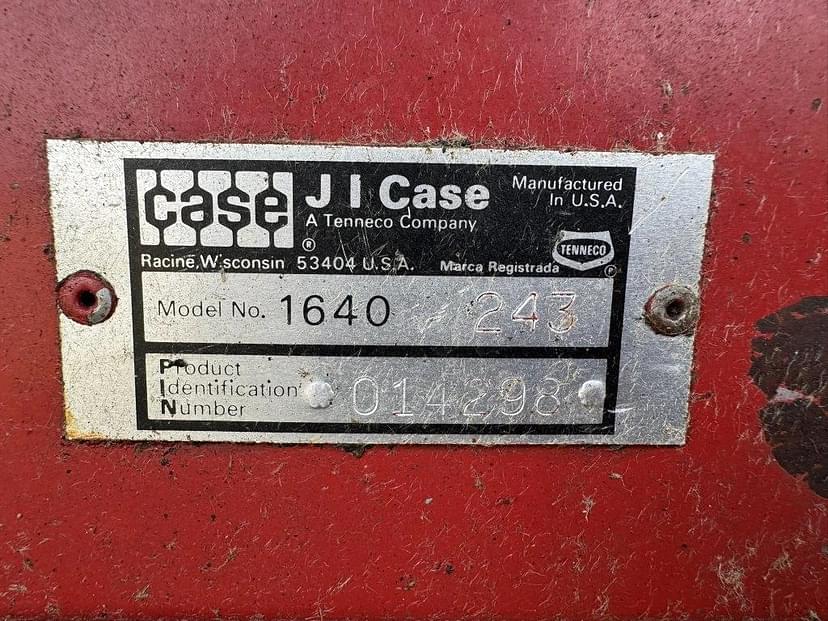 case
J I Case
A Tenneco Company
Manufactured
In U.S.A.
®
TENNECO
®
Racine, Wisconsin 53404 U.S.A.
Marca Registrada
Model No. 1640 243
Product
Identification
Number
014298